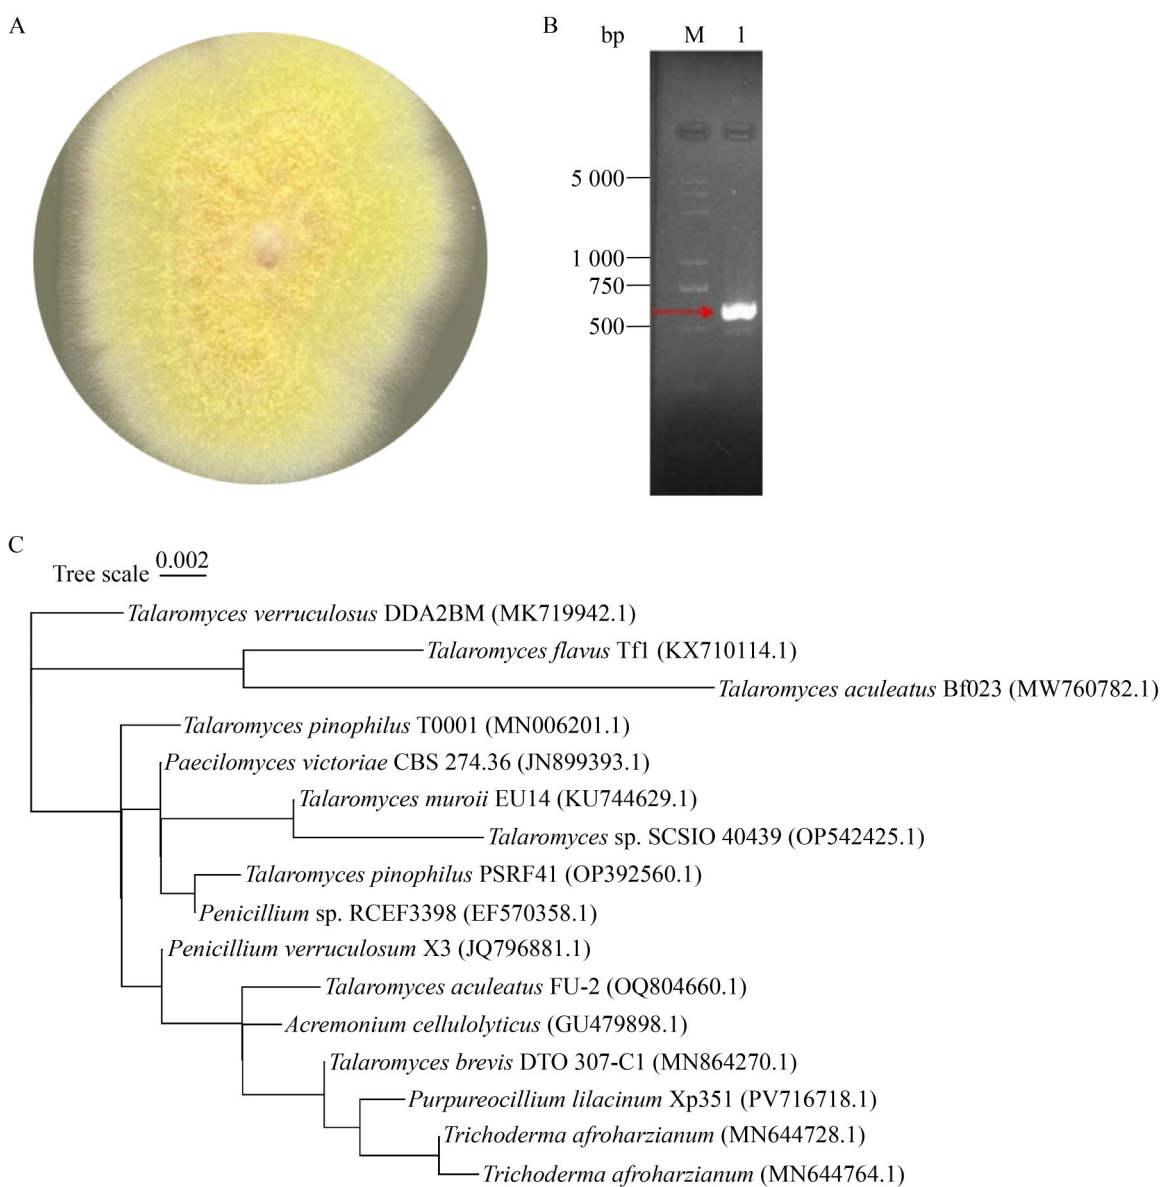 A
B
bp M 1
5 000
1 000
750
500
C
Tree scale 0.002
Talaromyces verruculosus DDA2BM (MK719942.1)
Talaromyces flavus Tf1 (KX710114.1)
Talaromyces aculeatus Bf023 (MW760782.1)
Talaromyces pinophilus T0001 (MN006201.1)
Paecilomyces victoriae CBS 274.36 (JN899393.1)
Talaromyces muroii EU14 (KU744629.1)
Talaromyces sp. SCSIO 40439 (OP542425.1)
Talaromyces pinophilus PSRF41 (OP392560.1)
Penicillium sp. RCEF3398 (EF570358.1)
Penicillium verruculosum X3 (JQ796881.1)
Talaromyces aculeatus FU-2 (OQ804660.1)
Acremonium cellulolyticus (GU479898.1)
Talaromyces brevis DTO 307-C1 (MN864270.1)
Purpureocillium lilacinum Xp351 (PV716718.1)
Trichoderma afroharzianum (MN644728.1)
Trichoderma afroharzianum (MN644764.1)